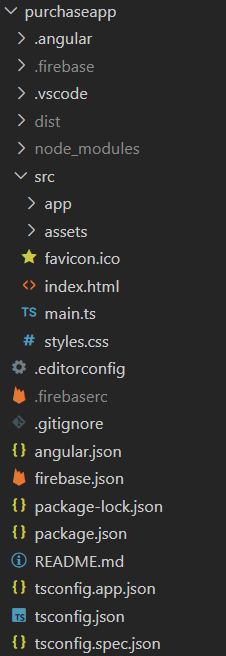 purchaseapp
.angular
.firebase
.vscode
dist
node_modules
src
app
assets
favicon.ico
<> index.html
TS main.ts
# styles.css
.editorconfig
.firebaserc
.gitignore
{} angular.json
firebase.json
{} package-lock.json
{} package.json
README.md
{} tsconfig.app.json
TS tsconfig.json
{} tsconfig.spec.json